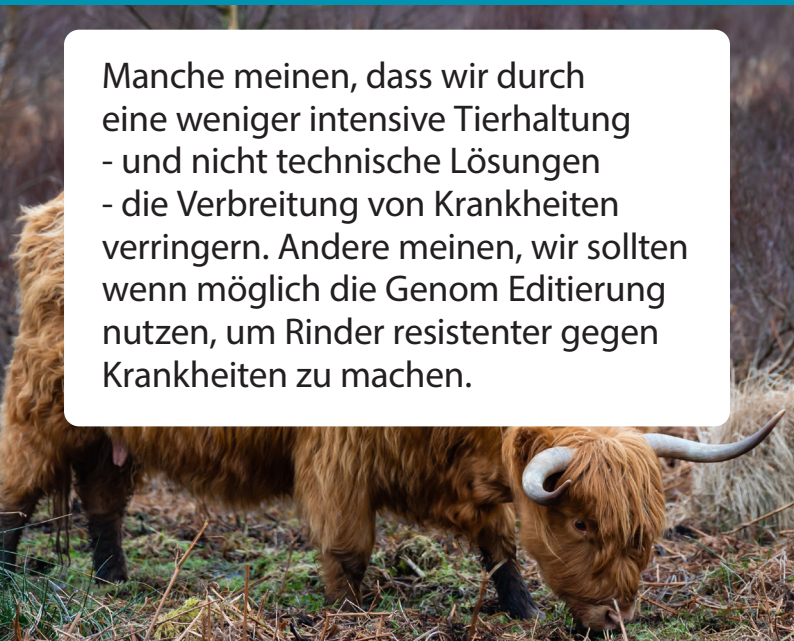 Manche meinen, dass wir durch
eine weniger intensive Tierhaltung
- und nicht technische Lösungen
- die Verbreitung von Krankheiten
verringern. Andere meinen, wir sollten
wenn möglich die Genom Editierung
nutzen, um Rinder resistenter gegen
Krankheiten zu machen.